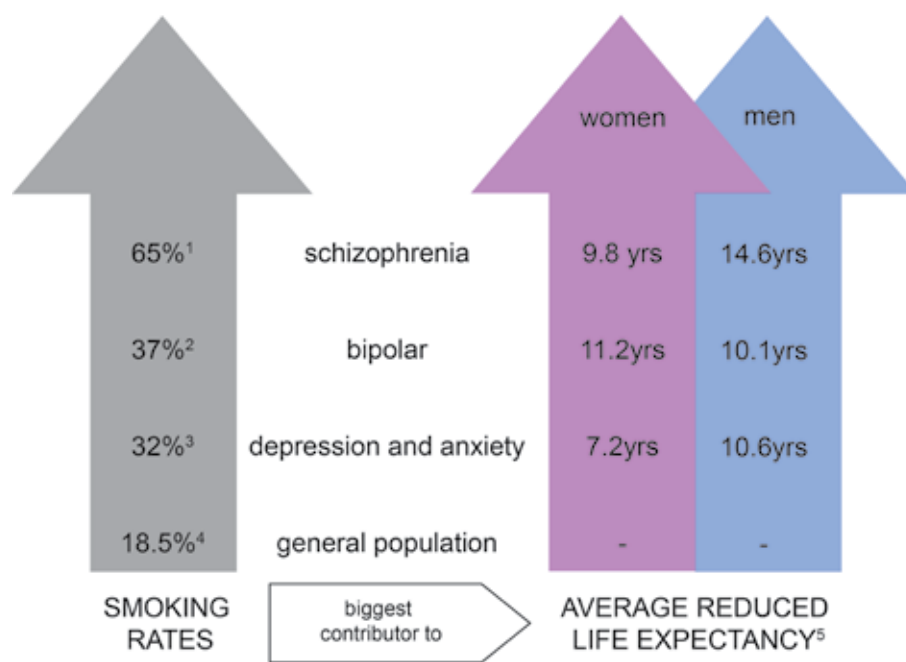 women men
65%¹ schizophrenia 9.8 yrs 14.6yrs
37%² bipolar 11.2yrs 10.1yrs
32%³ depression and anxiety 7.2yrs 10.6yrs
18.5%⁴ general population - -
SMOKING
RATES
biggest
contributor to
AVERAGE REDUCED
LIFE EXPECTANCY⁵